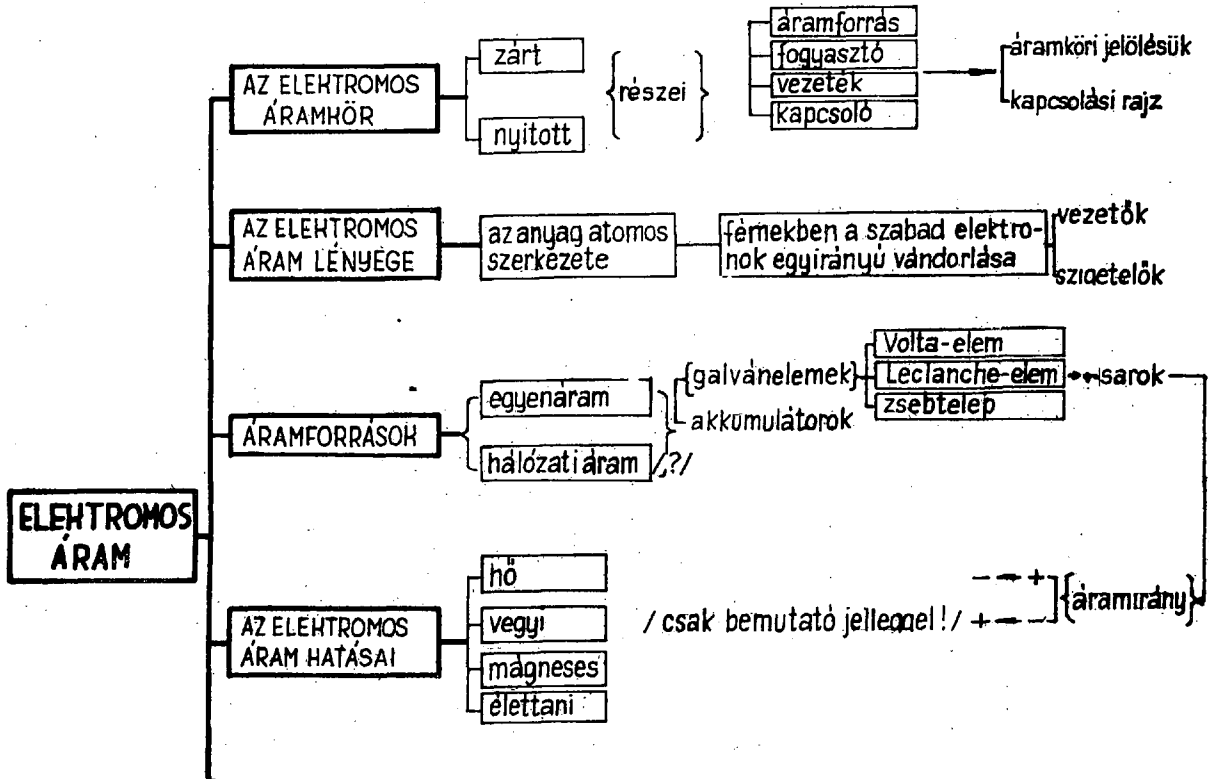 AZ ELEKTROMOS
ÁRAMKÖR
zárt
nyitott
{részei}
áramforrás
fogyasztó
vezeték
kapcsoló
áramköri jelölésük
kapcsolási rajz
AZ ELEKTROMOS
ÁRAM LÉNYEGE
az anyag atomos
szerkezete
fémekben a szabad elektro-
nok egyirányú vándorlása
vezetők
szigetelők
ÁRAMFORRÁSOK
egyenáram
hálózati áram /?/
{galvánelemek}
akkumulátorok
Volta-elem
Leclanche-elem
zsebtelep
sarok
ELEKTROMOS
ÁRAM
AZ ELEKTROMOS
ÁRAM HATÁSAI
hő
vegyi
mágneses
élettani
/ csak bemutató jelleggel! /
- → +
+ ← -
{áramirány}